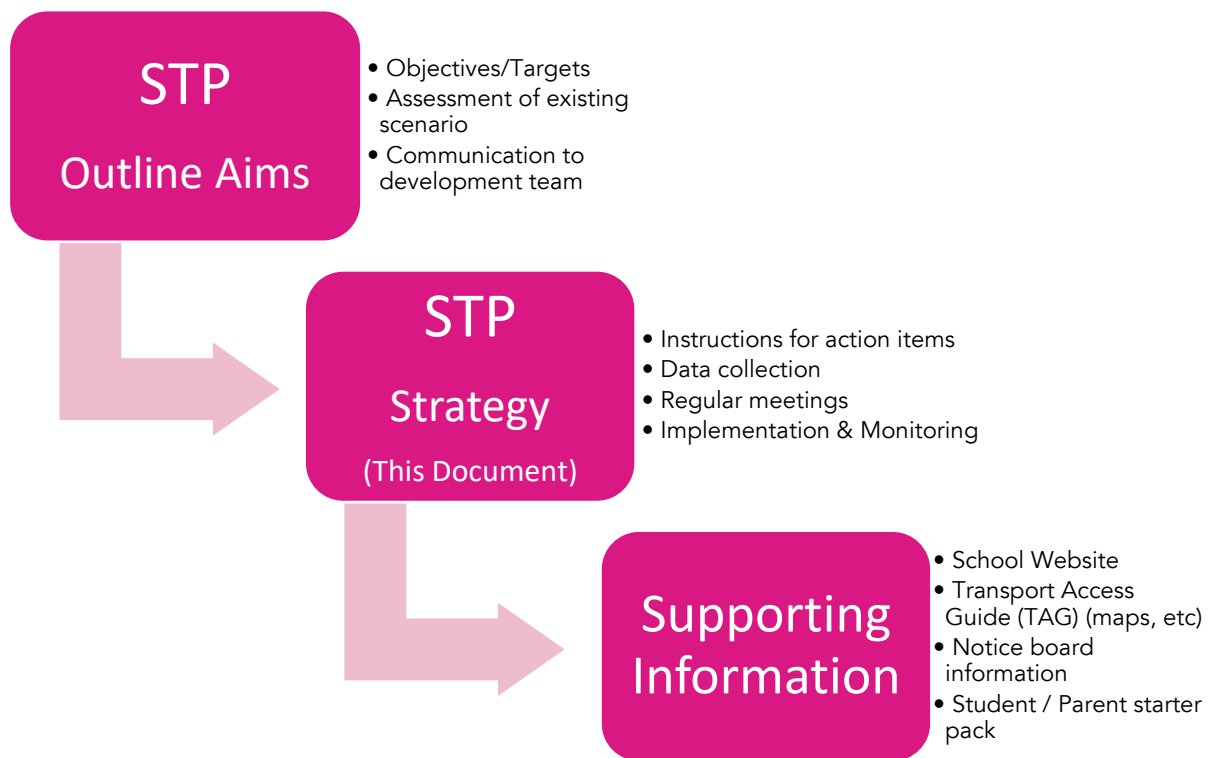 STP
Outline Aims
• Objectives/Targets
• Assessment of existing
scenario
• Communication to
development team
STP
Strategy
(This Document)
• Instructions for action items
• Data collection
• Regular meetings
• Implementation & Monitoring
Supporting
Information
• School Website
• Transport Access
Guide (TAG) (maps, etc)
• Notice board
information
• Student / Parent starter
pack